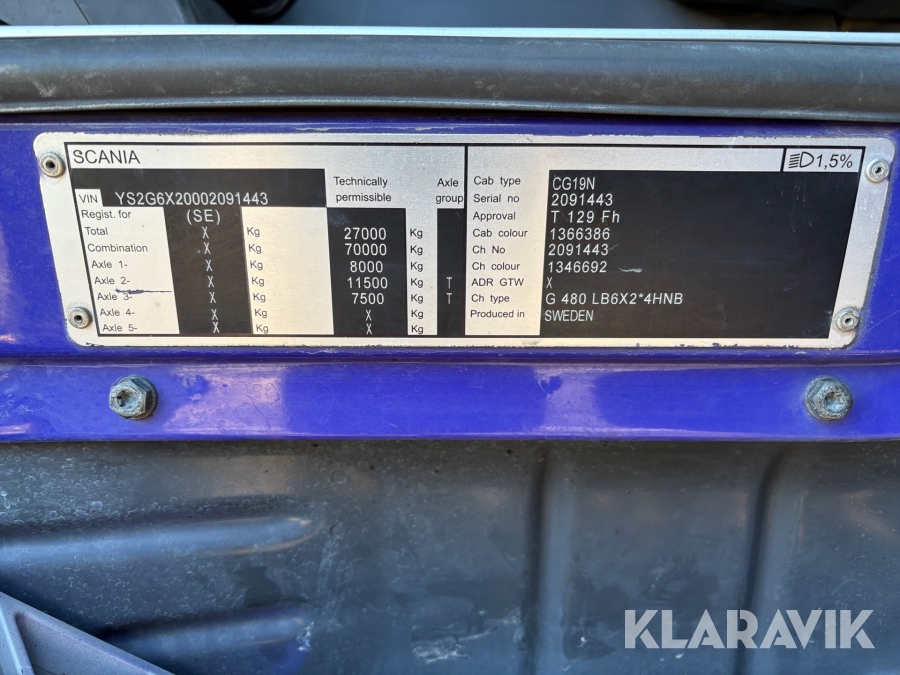 SCANIA
1,5%
VIN YS2G6X20002091443 Technically permissible Axle group
Regist. for (SE)
Total X Kg 27000 Kg
Combination X Kg 70000 Kg
Axle 1- X Kg 8000 Kg
Axle 2- X Kg 11500 Kg T
Axle 3- X Kg 7500 Kg T
Axle 4- X Kg X Kg
Axle 5- X Kg X Kg
Cab type CG19N
Serial no 2091443
Approval T 129 Fh
Cab colour 1366386
Ch No 2091443
Ch colour 1346692
ADR GTW X
Ch type G 480 LB6X2*4HNB
Produced in SWEDEN
KLARAVIK